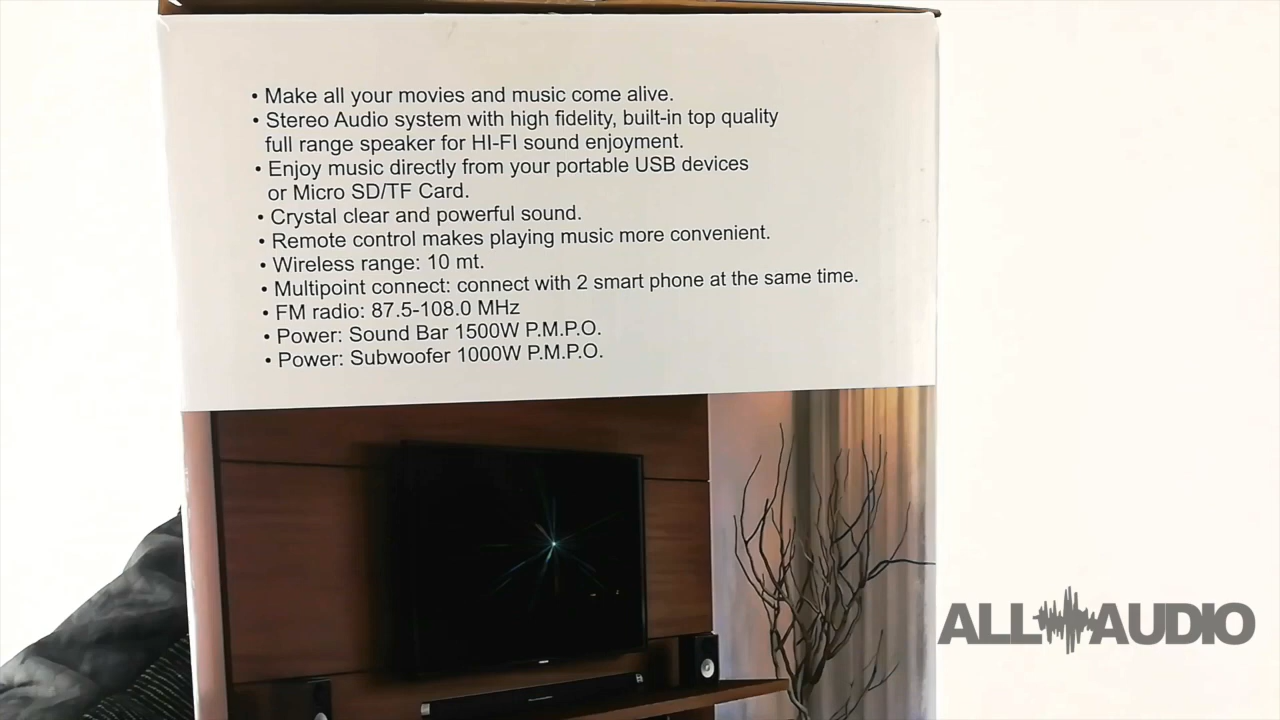 • Make all your movies and music come alive.
• Stereo Audio system with high fidelity, built-in top quality
full range speaker for HI-FI sound enjoyment.
• Enjoy music directly from your portable USB devices
or Micro SD/TF Card.
• Crystal clear and powerful sound.
• Remote control makes playing music more convenient.
• Wireless range: 10 mt.
• Multipoint connect: connect with 2 smart phone at the same time.
• FM radio: 87.5-108.0 MHz
• Power: Sound Bar 1500W P.M.P.O.
• Power: Subwoofer 1000W P.M.P.O.
ALL AUDIO